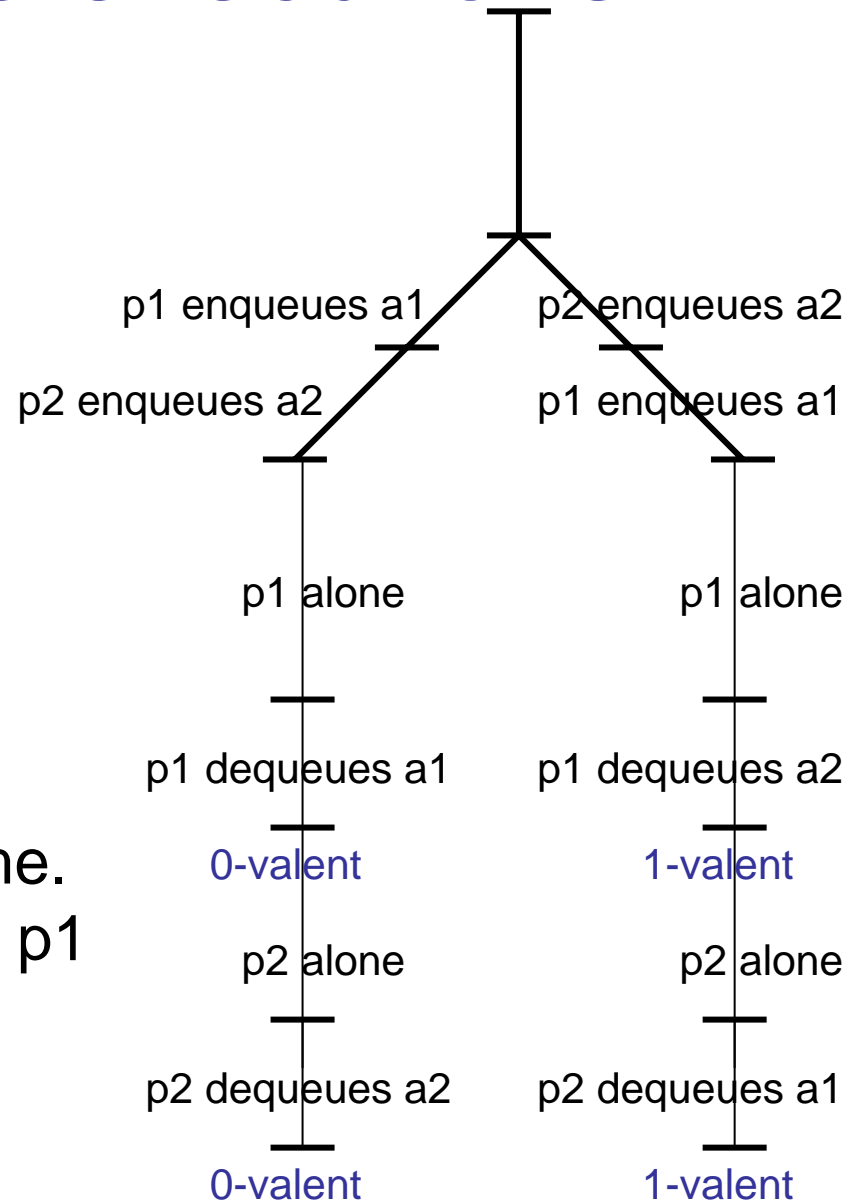 p1 enqueues a1 p2 enqueues a2
p2 enqueues a2 p1 enqueues a1
p1 alone p1 alone
p1 dequeues a1 p1 dequeues a2
ne. 0-valent 1-valent
p1 p2 alone p2 alone
p2 dequeues a2 p2 dequeues a1
0-valent 1-valent